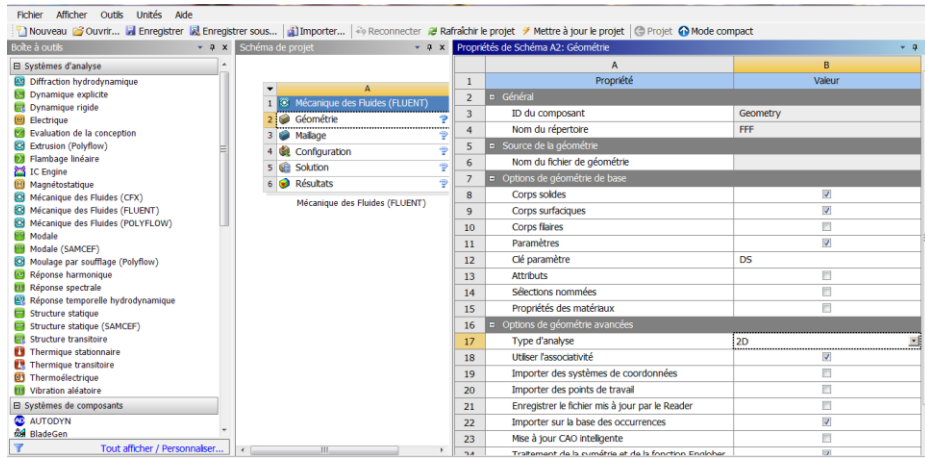 Fichier Afficher Outils Unités Aide
Nouveau Ouvrir... Enregistrer Enregistrer sous... Importer... Reconnecter Rafraîchir le projet Mettre à jour le projet Projet Mode compact
Boîte à outils
Systèmes d'analyse
Diffraction hydrodynamique
Dynamique explicite
Dynamique rigide
Electrique
Evaluation de la conception
Extrusion (Polyflow)
Flambage linéaire
IC Engine
Magnétostatique
Mécanique des Fluides (CFX)
Mécanique des Fluides (FLUENT)
Mécanique des Fluides (POLYFLOW)
Modale
Modale (SAMCEF)
Moulage par soufflage (Polyflow)
Réponse harmonique
Réponse spectrale
Réponse temporelle hydrodynamique
Structure statique
Structure statique (SAMCEF)
Structure transitoire
Thermique stationnaire
Thermique transitoire
Thermoélectrique
Vibration aléatoire
Systèmes de composants
AUTODYN
BladeGen
Tout afficher / Personnaliser...
Schéma de projet
A
1 Mécanique des Fluides (FLUENT)
2 Géométrie ?
3 Maillage ?
4 Configuration ?
5 Solution ?
6 Résultats ?
Mécanique des Fluides (FLUENT)
Propriétés de Schéma A2: Géométrie
A B
1 Propriété Valeur
2 Général
3 ID du composant Geometry
4 Nom du répertoire FFF
5 Source de la géométrie
6 Nom du fichier de géométrie
7 Options de géométrie de base
8 Corps solides
9 Corps surfaciques
10 Corps filaires
11 Paramètres
12 Clé paramètre DS
13 Attributs
14 Sélections nommées
15 Propriétés des matériaux
16 Options de géométrie avancées
17 Type d'analyse 2D
18 Utiliser l'associativité
19 Importer des systèmes de coordonnées
20 Importer des points de travail
21 Enregistrer le fichier mis à jour par le Reader
22 Importer sur la base des occurrences
23 Mise à jour CAO intelligente
24 Traitement de la symétrie et de la fonction Englober